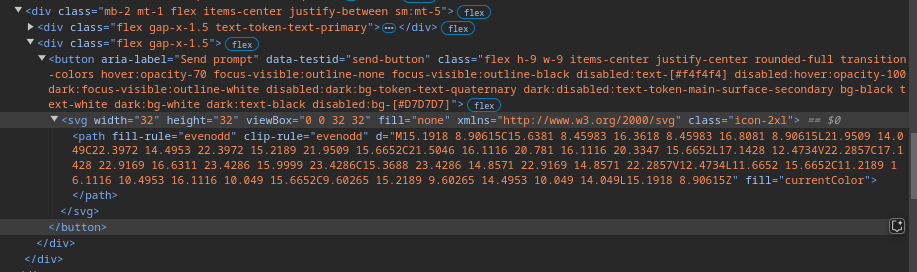 <div class="mb-2 mt-1 flex items-center justify-between sm:mt-5"> flex
<div class="flex gap-x-1.5 text-token-text-primary"> ••• </div> flex
<div class="flex gap-x-1.5"> flex
<button aria-label="Send prompt" data-testid="send-button" class="flex h-9 w-9 items-center justify-center rounded-full transition
-colors hover:opacity-70 focus-visible:outline-none focus-visible:outline-black disabled:text-[#f4f4f4] disabled:hover:opacity-100
dark:focus-visible:outline-white disabled:dark:bg-token-text-quaternary dark:disabled:text-token-main-surface-secondary bg-black t
ext-white dark:bg-white dark:text-black disabled:bg-[#D7D7D7]"> flex
<svg width="32" height="32" viewBox="0 0 32 32" fill="none" xmlns="http://www.w3.org/2000/svg" class="icon-2xl"> == $0
<path fill-rule="evenodd" clip-rule="evenodd" d="M15.1918 8.90615C15.6381 8.45983 16.3618 8.45983 16.8081 8.90615L21.9509 14.0
49C22.3972 14.4953 22.3972 15.2189 21.9509 15.6652C21.5046 16.1116 20.781 16.1116 20.3347 15.6652L17.1428 12.4734V22.2857C17.1
428 22.9169 16.6311 23.4286 15.9999 23.4286C15.3688 23.4286 14.8571 22.9169 14.8571 22.2857V12.4734L11.6652 15.6652C11.2189 1
6.1116 10.4953 16.1116 10.049 15.6652C9.60265 15.2189 9.60265 14.4953 10.049 14.049L15.1918 8.90615Z" fill="currentColor">
</path>
</svg>
</button>
</div>
</div>